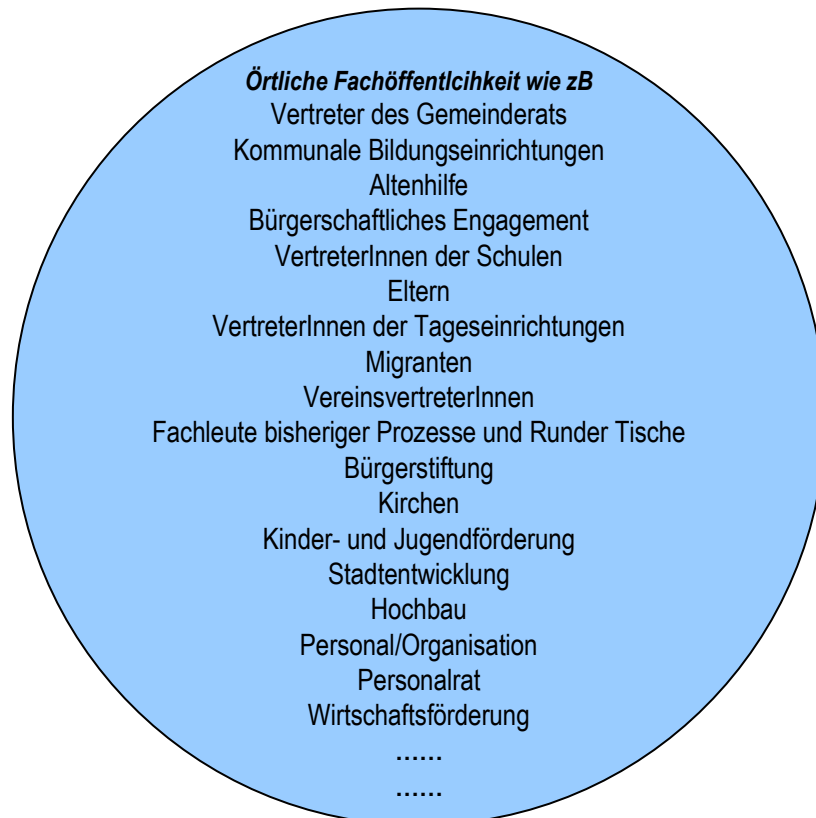 Örtliche Fachöffentlcihkeit wie zB
Vertreter des Gemeinderats
Kommunale Bildungseinrichtungen
Altenhilfe
Bürgerschaftliches Engagement
VertreterInnen der Schulen
Eltern
VertreterInnen der Tageseinrichtungen
Migranten
VereinsvertreterInnen
Fachleute bisheriger Prozesse und Runder Tische
Bürgerstiftung
Kirchen
Kinder- und Jugendförderung
Stadtentwicklung
Hochbau
Personal/Organisation
Personalrat
Wirtschaftsförderung
......
......